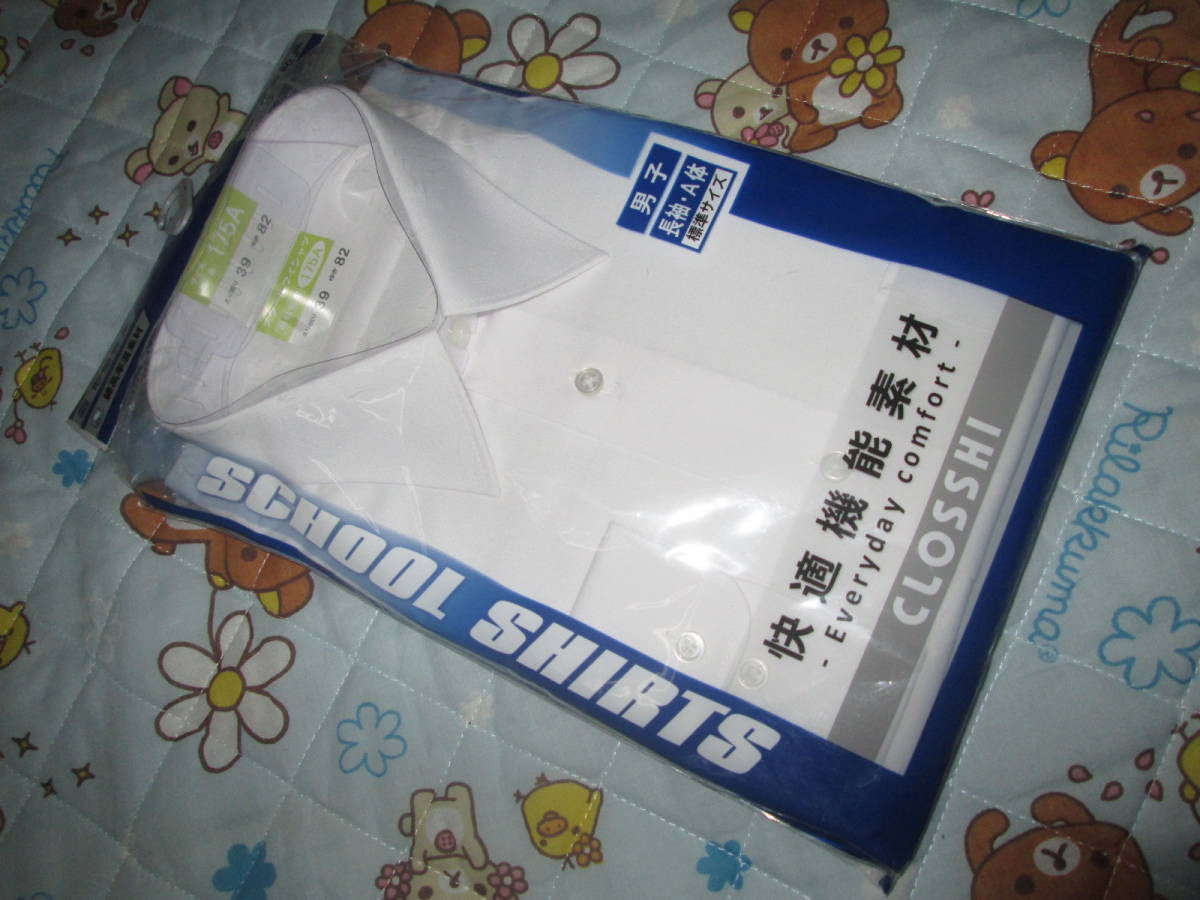 男子
長袖・A体
標準サイズ
175A
39
82
175A
39
82
SCHOOL SHIRTS
快適機能素材
- Everyday comfort -
CLOSSHI
Rilakkuma®